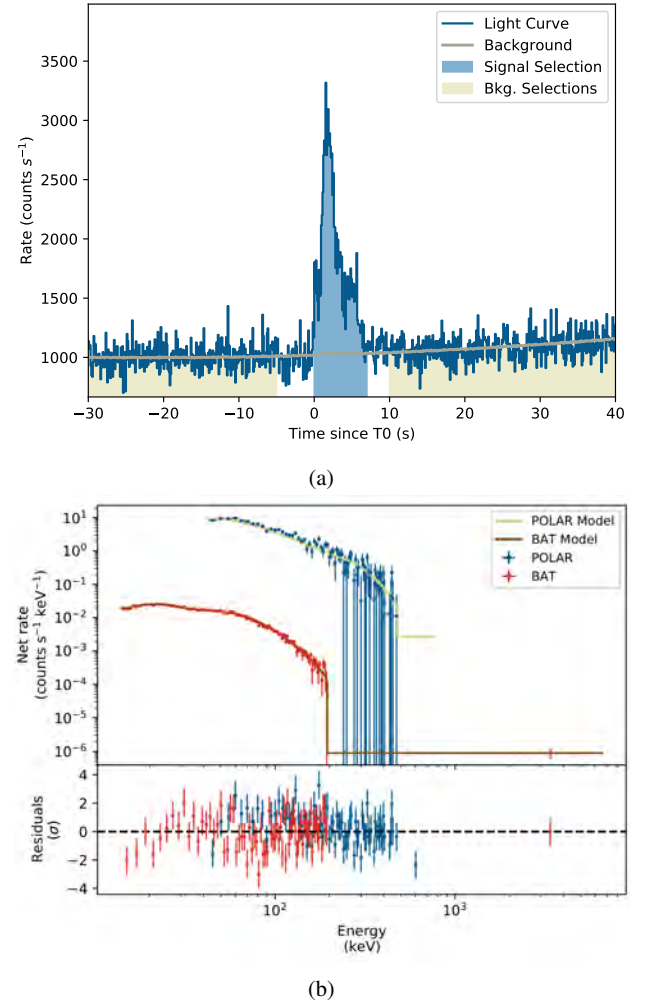 3500
3000
2500
2000
1500
1000
Rate (counts s⁻¹)
Light Curve
Background
Signal Selection
Bkg. Selections
−30 −20 −10 0 10 20 30 40
Time since T0 (s)
(a)
10¹
10⁰
10⁻¹
10⁻²
10⁻³
10⁻⁴
10⁻⁵
10⁻⁶
Net rate
(counts s⁻¹ keV⁻¹)
POLAR Model
BAT Model
POLAR
BAT
4
2
0
−2
−4
Residuals
(σ)
10² 10³
Energy
(keV)
(b)